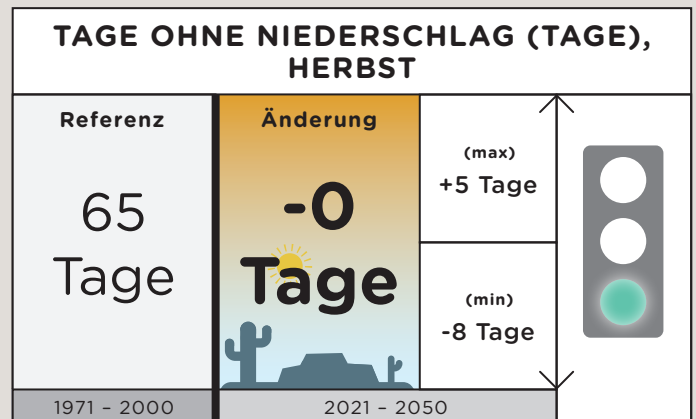 TAGE OHNE NIEDERSCHLAG (TAGE),
HERBST
Referenz
65
Tage
1971 – 2000
Änderung
-0
Tage
(max)
+5 Tage
(min)
-8 Tage
2021 – 2050